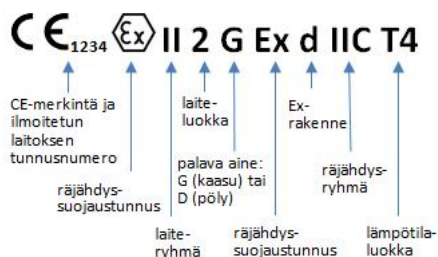 CE 1234 Ex II 2 G Ex d IIC T4
CE-merkintä ja
ilmoitetun
laitoksen
tunnusnumero
räjähdys-
suojaustunnus
laite-
ryhmä
laite-
luokka
palava aine:
G (kaasu) tai
D (pöly)
räjähdys-
suojaustunnus
Ex-
rakenne
räjähdys-
ryhmä
lämpötila-
luokka